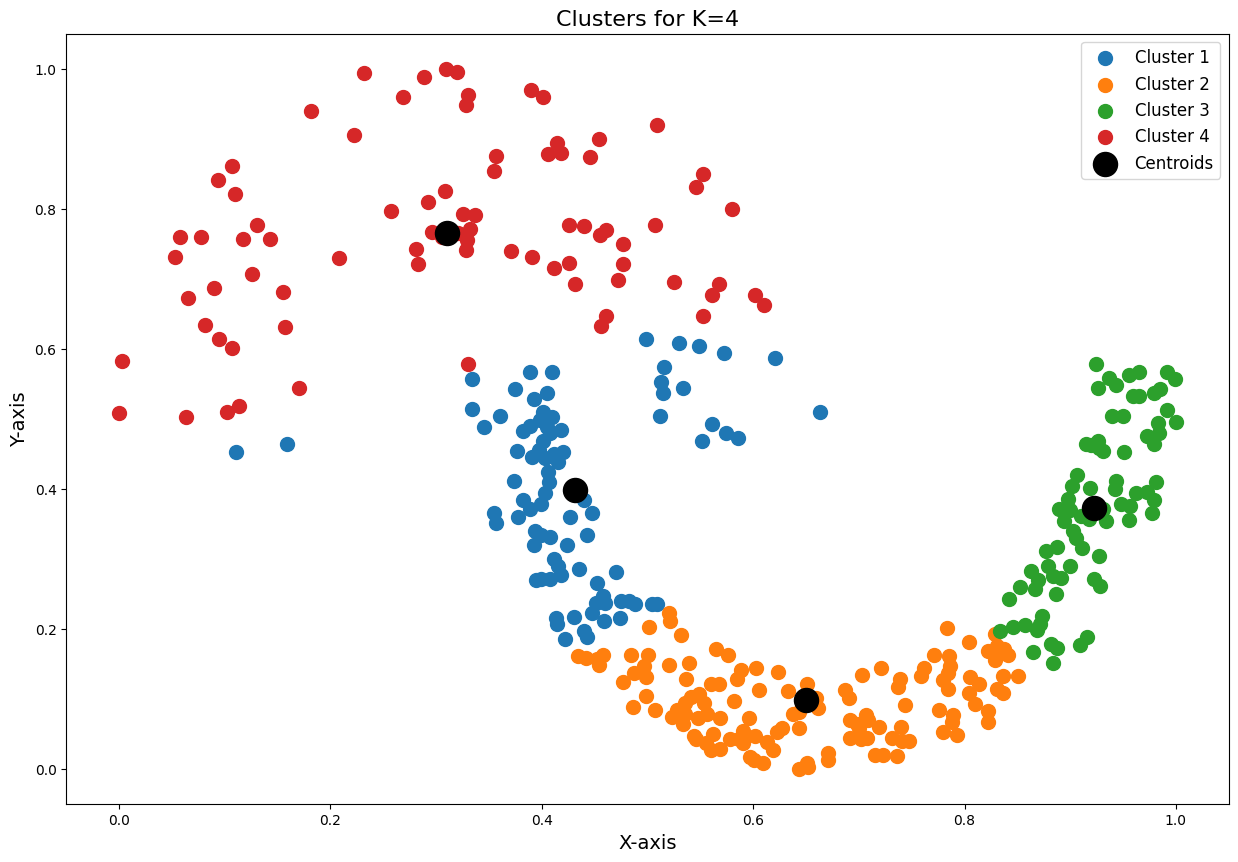 Clusters for K=4
Cluster 1
Cluster 2
Cluster 3
Cluster 4
Centroids
1.0
0.8
0.6
0.4
0.2
0.0
Y-axis
0.0 0.2 0.4 0.6 0.8 1.0
X-axis